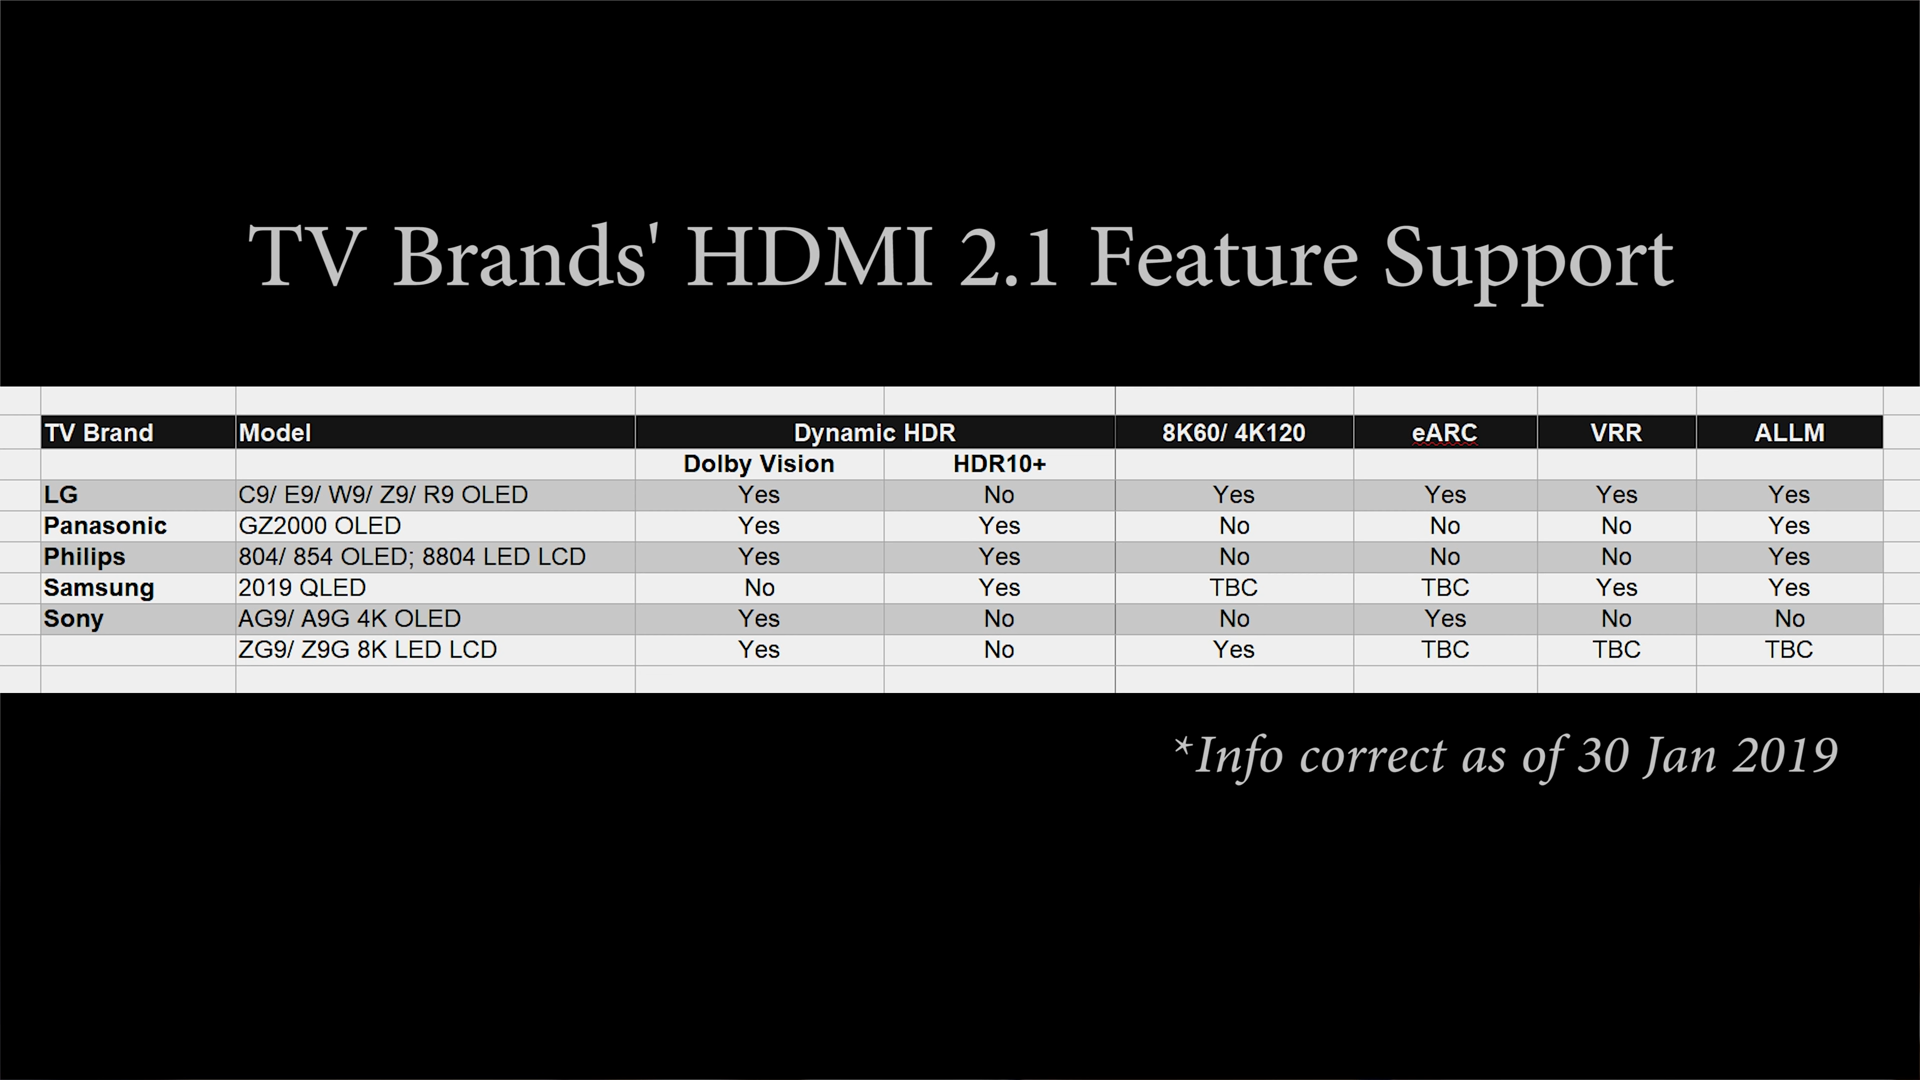 TV Brands' HDMI 2.1 Feature Support
TV Brand Model Dynamic HDR 8K60/ 4K120 eARC VRR ALLM
Dolby Vision HDR10+
LG C9/ E9/ W9/ Z9/ R9 OLED Yes No Yes Yes Yes Yes
Panasonic GZ2000 OLED Yes Yes No No No Yes
Philips 804/ 854 OLED; 8804 LED LCD Yes Yes No No No Yes
Samsung 2019 QLED No Yes TBC TBC Yes Yes
Sony AG9/ A9G 4K OLED Yes No No Yes No No
ZG9/ Z9G 8K LED LCD Yes No Yes TBC TBC TBC
*Info correct as of 30 Jan 2019